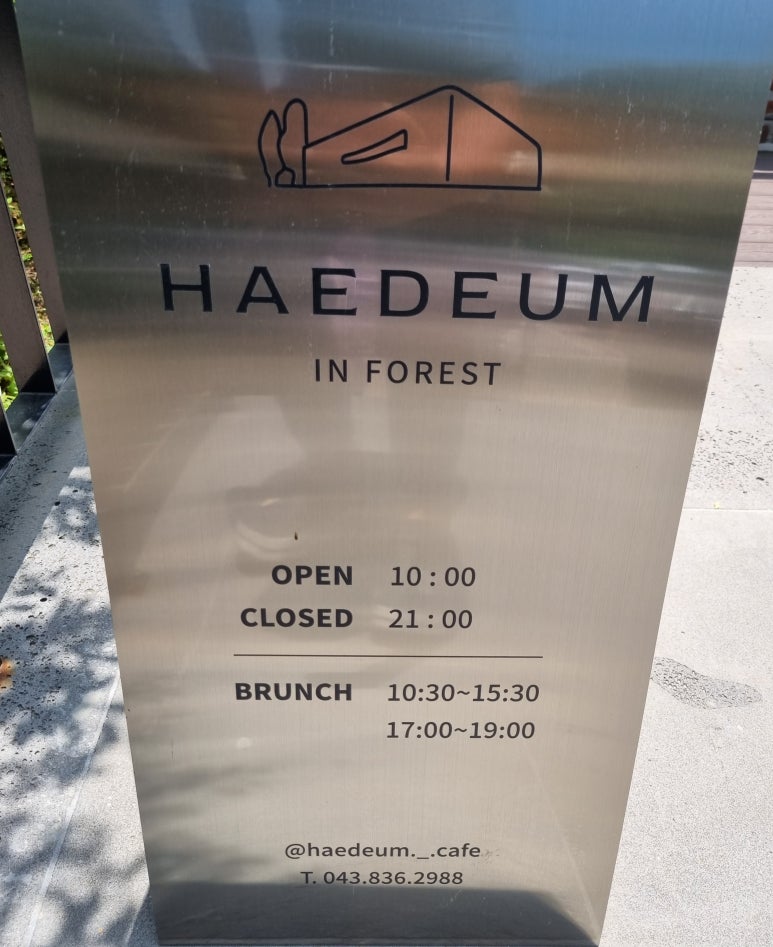 HAEDEUM
IN FOREST
OPEN 10 : 00
CLOSED 21 : 00
BRUNCH 10:30~15:30
17:00~19:00
@haedeum._.cafe
T. 043.836.2988